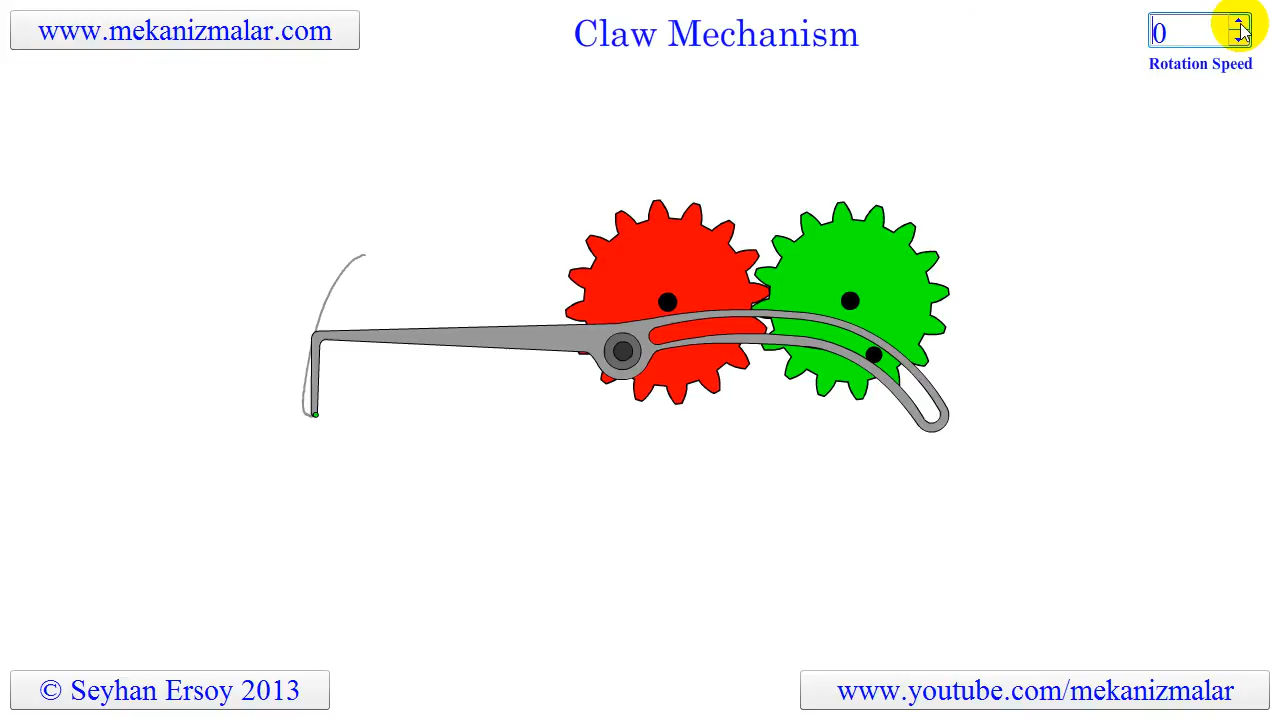 www.mekanizmalar.com
Claw Mechanism
0
Rotation Speed
© Seyhan Ersoy 2013
www.youtube.com/mekanizmalar